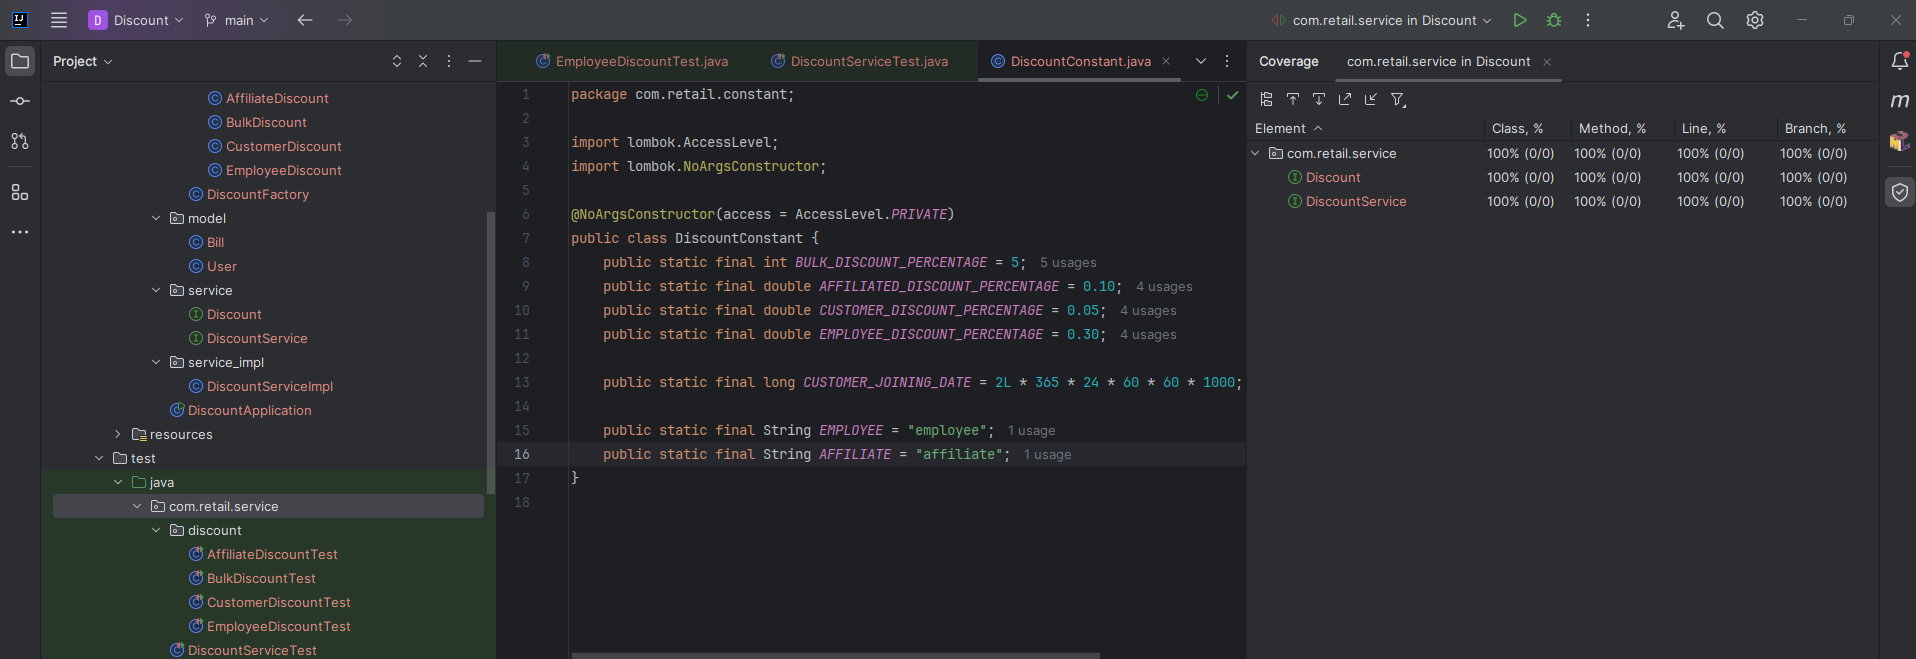 D Discount main
com.retail.service in Discount
Project
AffiliateDiscount
BulkDiscount
CustomerDiscount
EmployeeDiscount
DiscountFactory
model
Bill
User
service
Discount
DiscountService
service_impl
DiscountServiceImpl
DiscountApplication
resources
test
java
com.retail.service
discount
AffiliateDiscountTest
BulkDiscountTest
CustomerDiscountTest
EmployeeDiscountTest
DiscountServiceTest
EmployeeDiscountTest.java DiscountServiceTest.java DiscountConstant.java
1 package com.retail.constant;
2
3 import lombok.AccessLevel;
4 import lombok.NoArgsConstructor;
5
6 @NoArgsConstructor(access = AccessLevel.PRIVATE)
7 public class DiscountConstant {
8 public static final int BULK_DISCOUNT_PERCENTAGE = 5; 5 usages
9 public static final double AFFILIATED_DISCOUNT_PERCENTAGE = 0.10; 4 usages
10 public static final double CUSTOMER_DISCOUNT_PERCENTAGE = 0.05; 4 usages
11 public static final double EMPLOYEE_DISCOUNT_PERCENTAGE = 0.30; 4 usages
12
13 public static final long CUSTOMER_JOINING_DATE = 2L * 365 * 24 * 60 * 60 * 1000;
14
15 public static final String EMPLOYEE = "employee"; 1 usage
16 public static final String AFFILIATE = "affiliate"; 1 usage
17 }
18
Coverage com.retail.service in Discount
Element Class, % Method, % Line, % Branch, %
com.retail.service 100% (0/0) 100% (0/0) 100% (0/0) 100% (0/0)
Discount 100% (0/0) 100% (0/0) 100% (0/0) 100% (0/0)
DiscountService 100% (0/0) 100% (0/0) 100% (0/0) 100% (0/0)
m